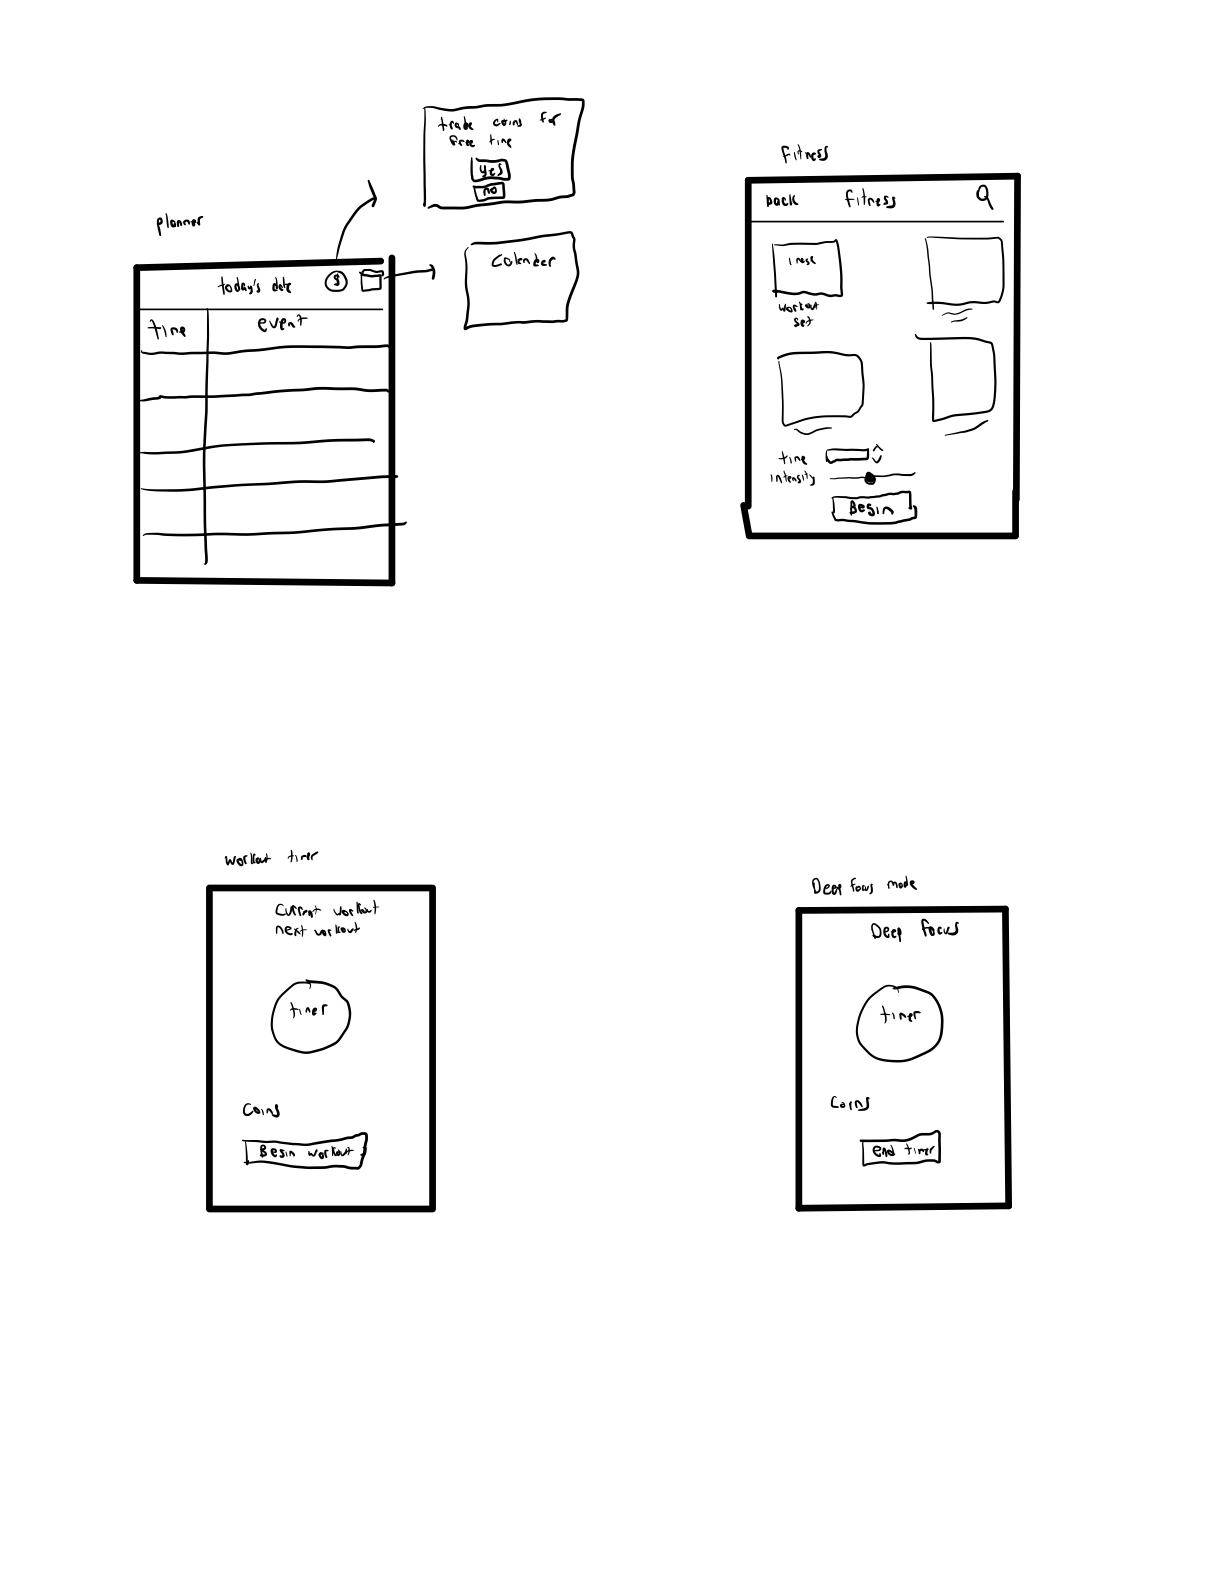 trade coins for
free time
yes
no
planner
today's date $
time event
Calender
Fitness
back Fitness
image
workout
set
time
intensity
Begin
workout timer
Current workout
next workout
timer
Coins
Begin workout
Deep focus mode
Deep Focus
timer
Coins
end timer